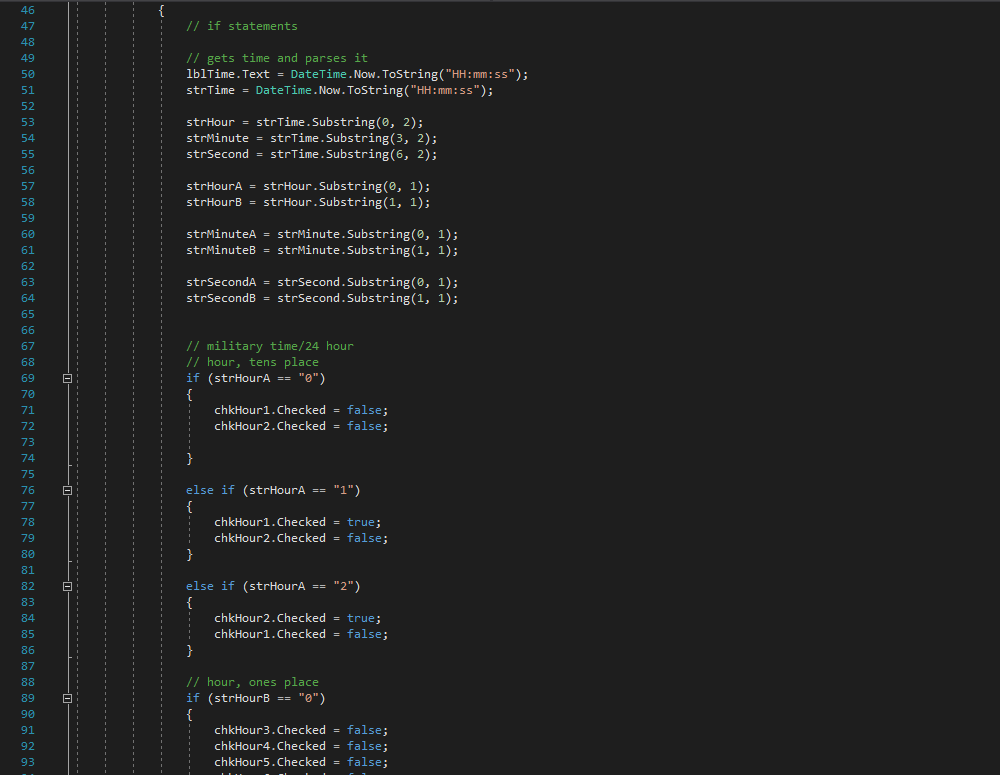 46 {
47 // if statements
48
49 // gets time and parses it
50 lblTime.Text = DateTime.Now.ToString("HH:mm:ss");
51 strTime = DateTime.Now.ToString("HH:mm:ss");
52
53 strHour = strTime.Substring(0, 2);
54 strMinute = strTime.Substring(3, 2);
55 strSecond = strTime.Substring(6, 2);
56
57 strHourA = strHour.Substring(0, 1);
58 strHourB = strHour.Substring(1, 1);
59
60 strMinuteA = strMinute.Substring(0, 1);
61 strMinuteB = strMinute.Substring(1, 1);
62
63 strSecondA = strSecond.Substring(0, 1);
64 strSecondB = strSecond.Substring(1, 1);
65
66
67 // military time/24 hour
68 // hour, tens place
69 if (strHourA == "0")
70 {
71 chkHour1.Checked = false;
72 chkHour2.Checked = false;
73
74 }
75
76 else if (strHourA == "1")
77 {
78 chkHour1.Checked = true;
79 chkHour2.Checked = false;
80 }
81
82 else if (strHourA == "2")
83 {
84 chkHour2.Checked = true;
85 chkHour1.Checked = false;
86 }
87
88 // hour, ones place
89 if (strHourB == "0")
90 {
91 chkHour3.Checked = false;
92 chkHour4.Checked = false;
93 chkHour5.Checked = false;